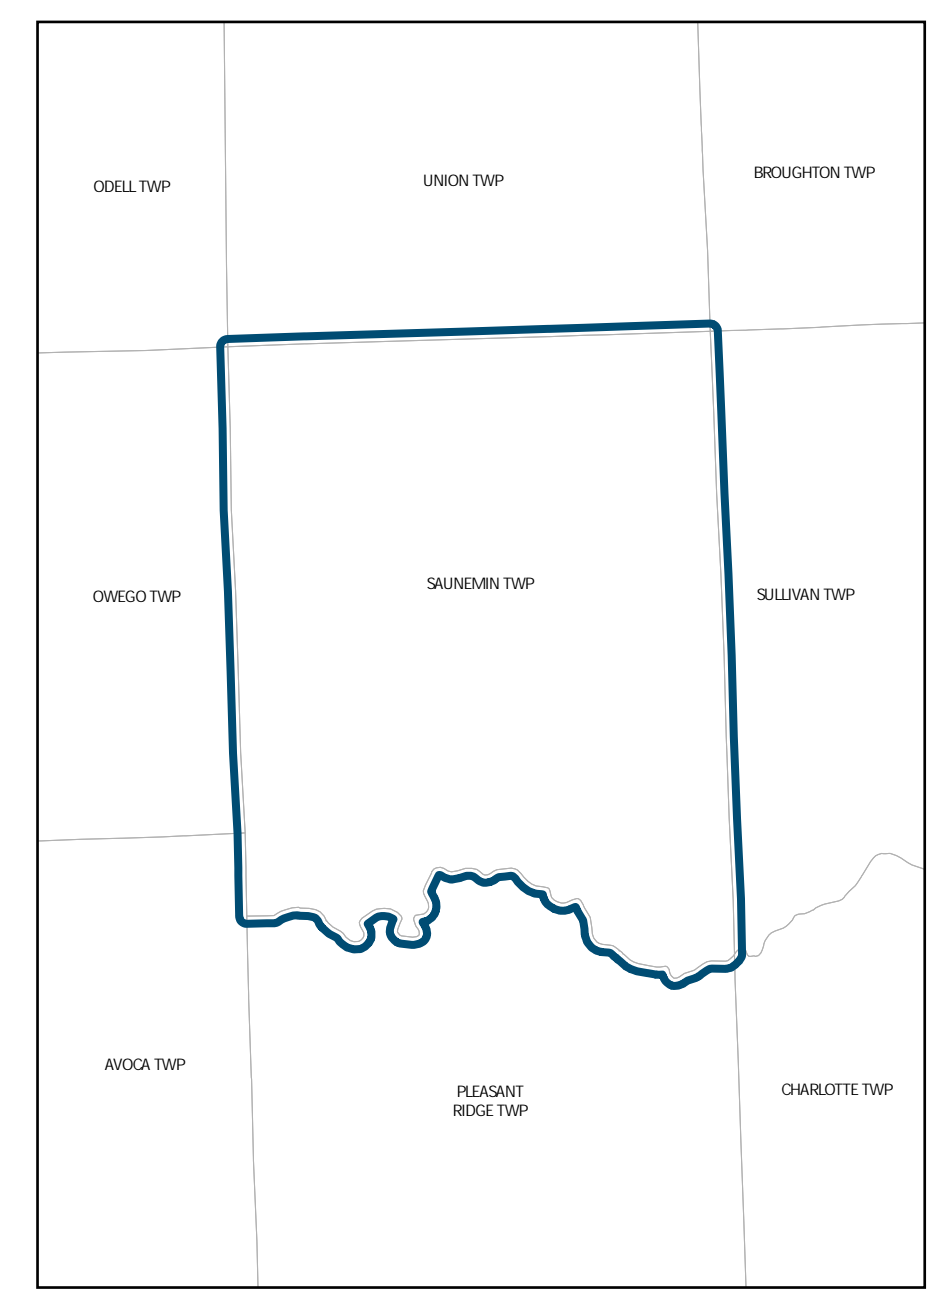 ODELL TWP
UNION TWP
BROUGHTON TWP
OWEGO TWP
SAUNEMIN TWP
SULLIVAN TWP
AVOCA TWP
PLEASANT
RIDGE TWP
CHARLOTTE TWP